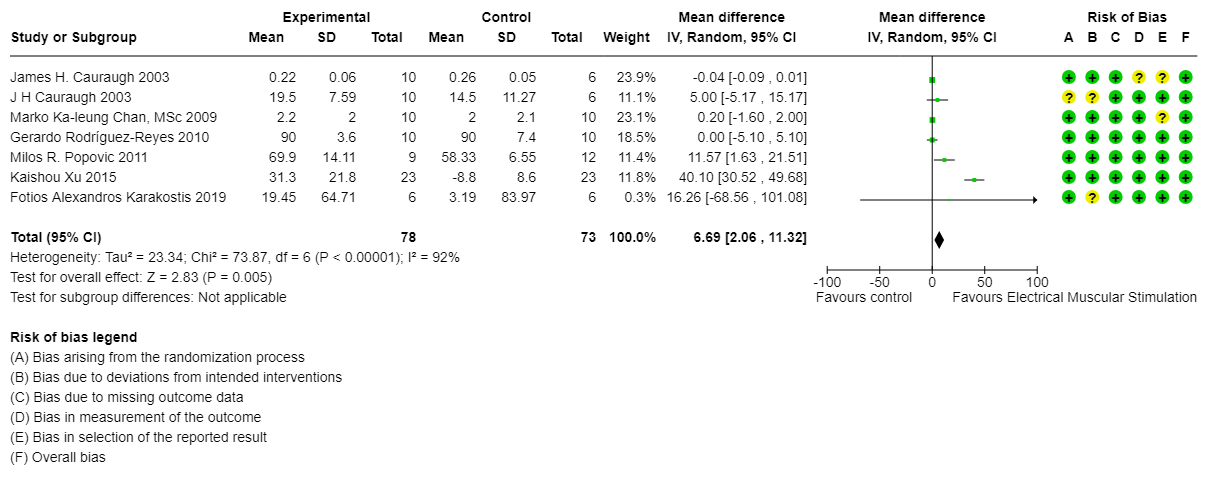 Experimental Control Mean difference Mean difference Risk of Bias
Study or Subgroup Mean SD Total Mean SD Total Weight IV, Random, 95% CI IV, Random, 95% CI A B C D E F
James H. Cauraugh 2003 0.22 0.06 10 0.26 0.05 6 23.9% -0.04 [-0.09 , 0.01] + + + ? ? +
J H Cauraugh 2003 19.5 7.59 10 14.5 11.27 6 11.1% 5.00 [-5.17 , 15.17] ? ? + + + +
Marko Ka-leung Chan, MSc 2009 2.2 2 10 2 2.1 10 23.1% 0.20 [-1.60 , 2.00] + + + + ? +
Gerardo Rodríguez-Reyes 2010 90 3.6 10 90 7.4 10 18.5% 0.00 [-5.10 , 5.10] + + + + + +
Milos R. Popovic 2011 69.9 14.11 9 58.33 6.55 12 11.4% 11.57 [1.63 , 21.51] + + + + + +
Kaishou Xu 2015 31.3 21.8 23 -8.8 8.6 23 11.8% 40.10 [30.52 , 49.68] + + + + + +
Fotios Alexandros Karakostis 2019 19.45 64.71 6 3.19 83.97 6 0.3% 16.26 [-68.56 , 101.08] + ? + + + +
Total (95% CI) 78 73 100.0% 6.69 [2.06 , 11.32]
Heterogeneity: Tau² = 23.34; Chi² = 73.87, df = 6 (P < 0.00001); I² = 92%
Test for overall effect: Z = 2.83 (P = 0.005)
Test for subgroup differences: Not applicable
-100 -50 0 50 100
Favours control Favours Electrical Muscular Stimulation
Risk of bias legend
(A) Bias arising from the randomization process
(B) Bias due to deviations from intended interventions
(C) Bias due to missing outcome data
(D) Bias in measurement of the outcome
(E) Bias in selection of the reported result
(F) Overall bias